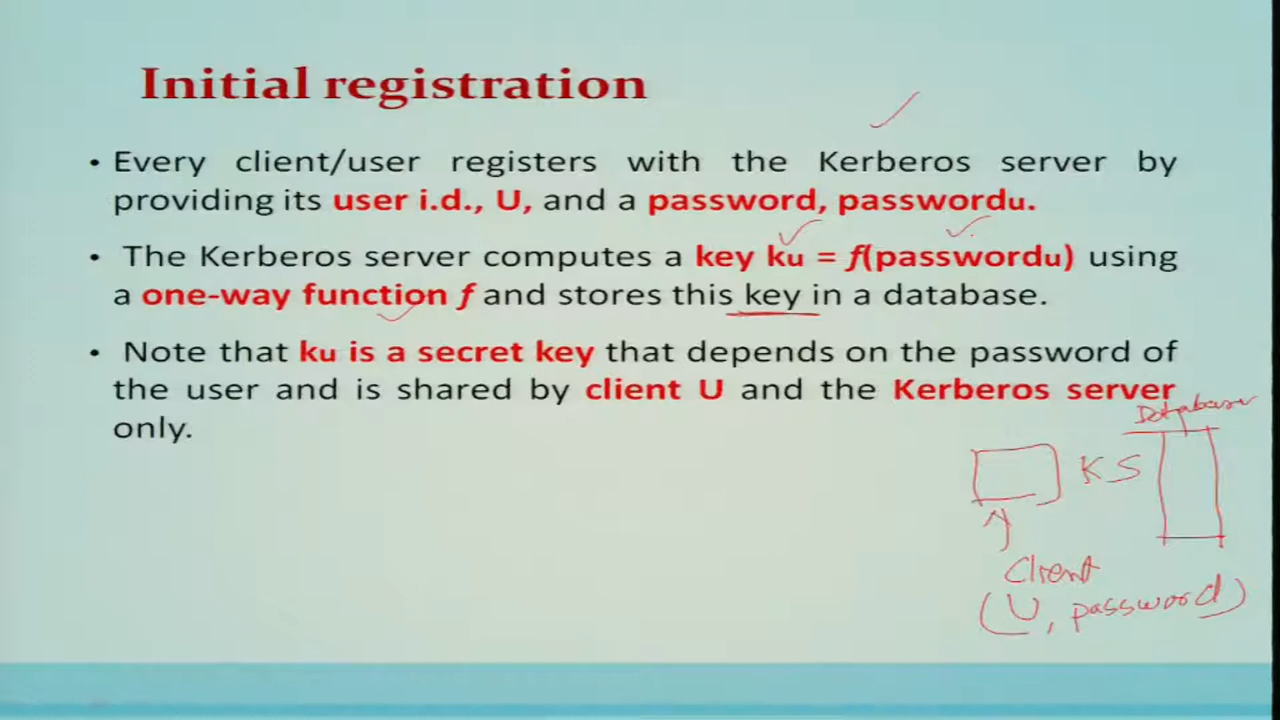 Initial registration
• Every client/user registers with the Kerberos server by
providing its user i.d., U, and a password, passwordu.
• The Kerberos server computes a key ku = f(passwordu) using
a one-way function f and stores this key in a database.
• Note that ku is a secret key that depends on the password of
the user and is shared by client U and the Kerberos server
only.
Database
KS
Client
(U, password)